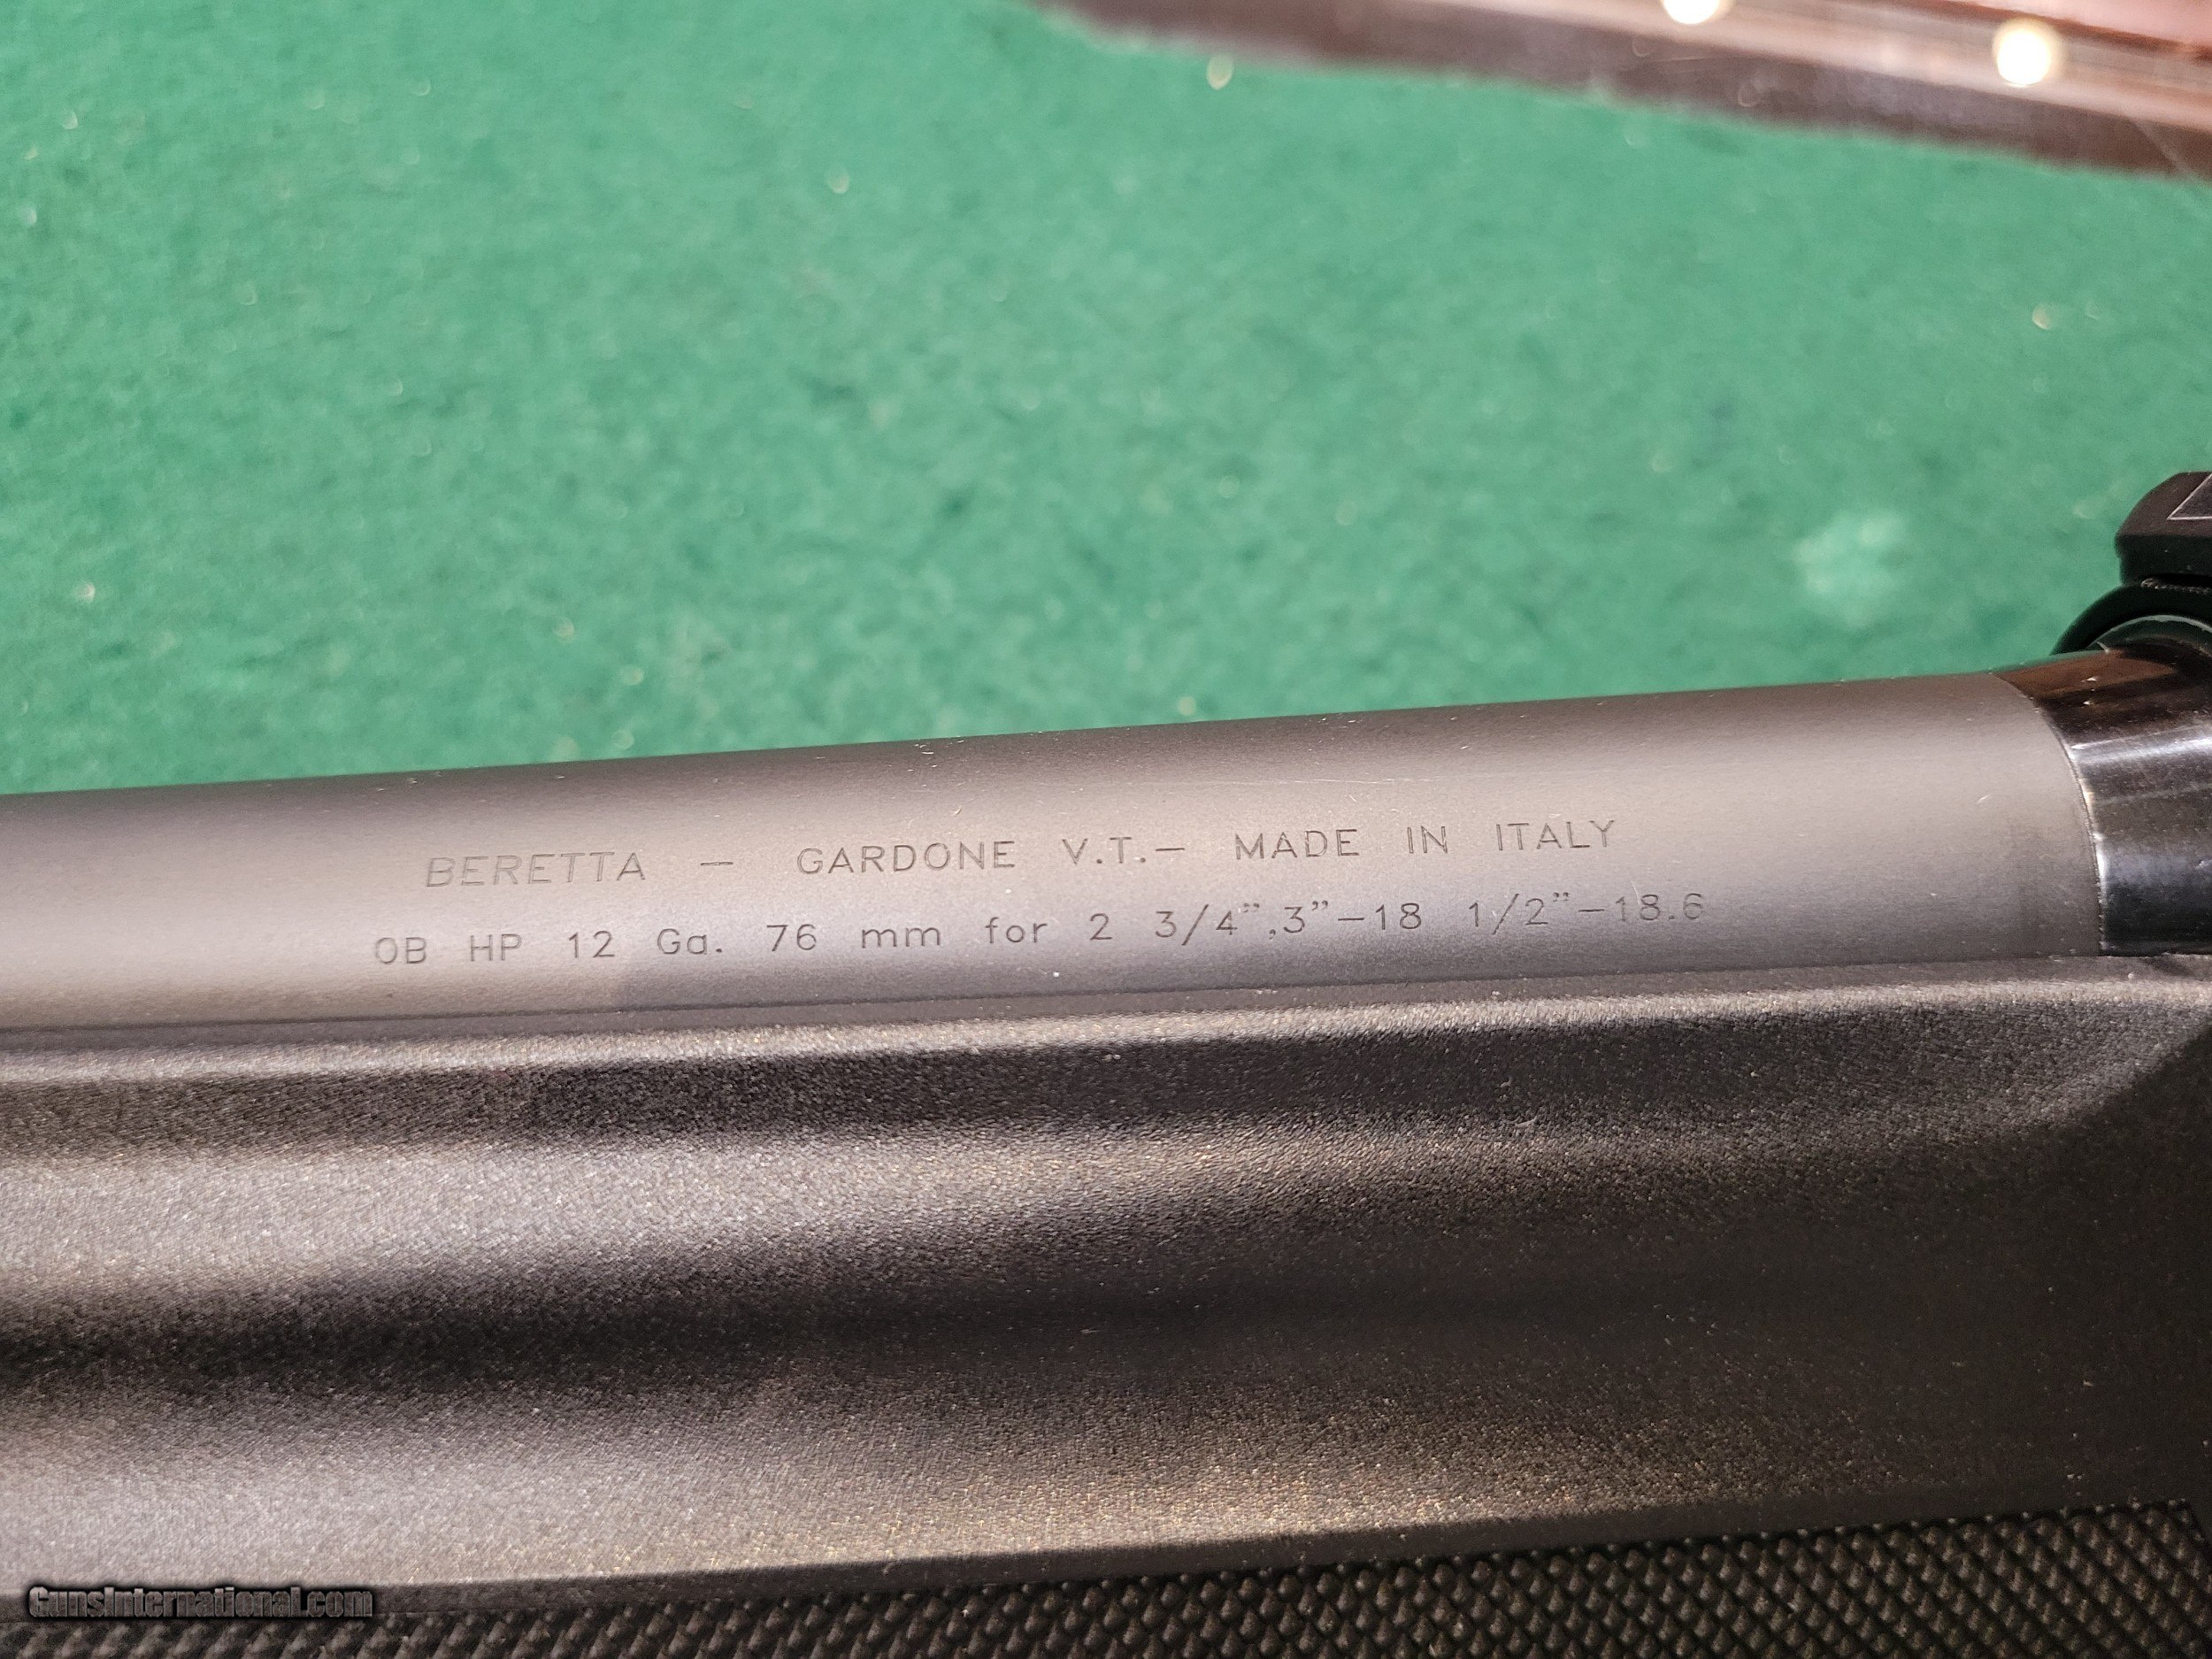 BERETTA – GARDONE V.T.– MADE IN ITALY
OB HP 12 Ga. 76 mm for 2 3/4”,3”–18 1/2”–18.6
GunsInternational.com